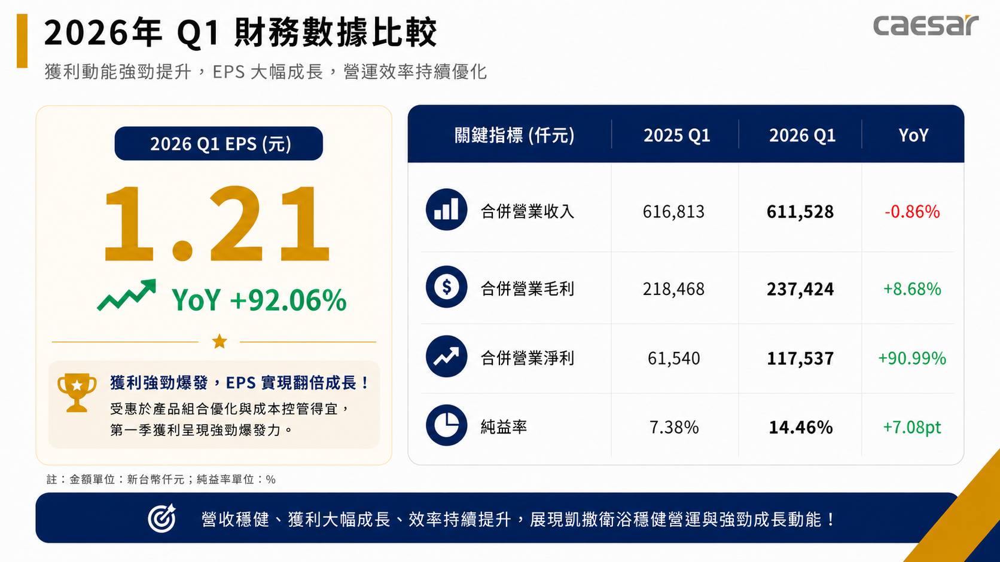 2026年 Q1 財務數據比較
caesar
獲利動能強勁提升，EPS 大幅成長，營運效率持續優化
2026 Q1 EPS (元)
1.21
YoY +92.06%
獲利強勁爆發，EPS 實現翻倍成長！
受惠於產品組合優化與成本控管得宜，
第一季獲利呈現強勁爆發力。
關鍵指標 (仟元) 2025 Q1 2026 Q1 YoY
合併營業收入 616,813 611,528 -0.86%
合併營業毛利 218,468 237,424 +8.68%
合併營業淨利 61,540 117,537 +90.99%
純益率 7.38% 14.46% +7.08pt
註：金額單位：新台幣仟元；純益率單位：%
營收穩健、獲利大幅成長、效率持續提升，展現凱撒衛浴穩健營運與強勁成長動能！